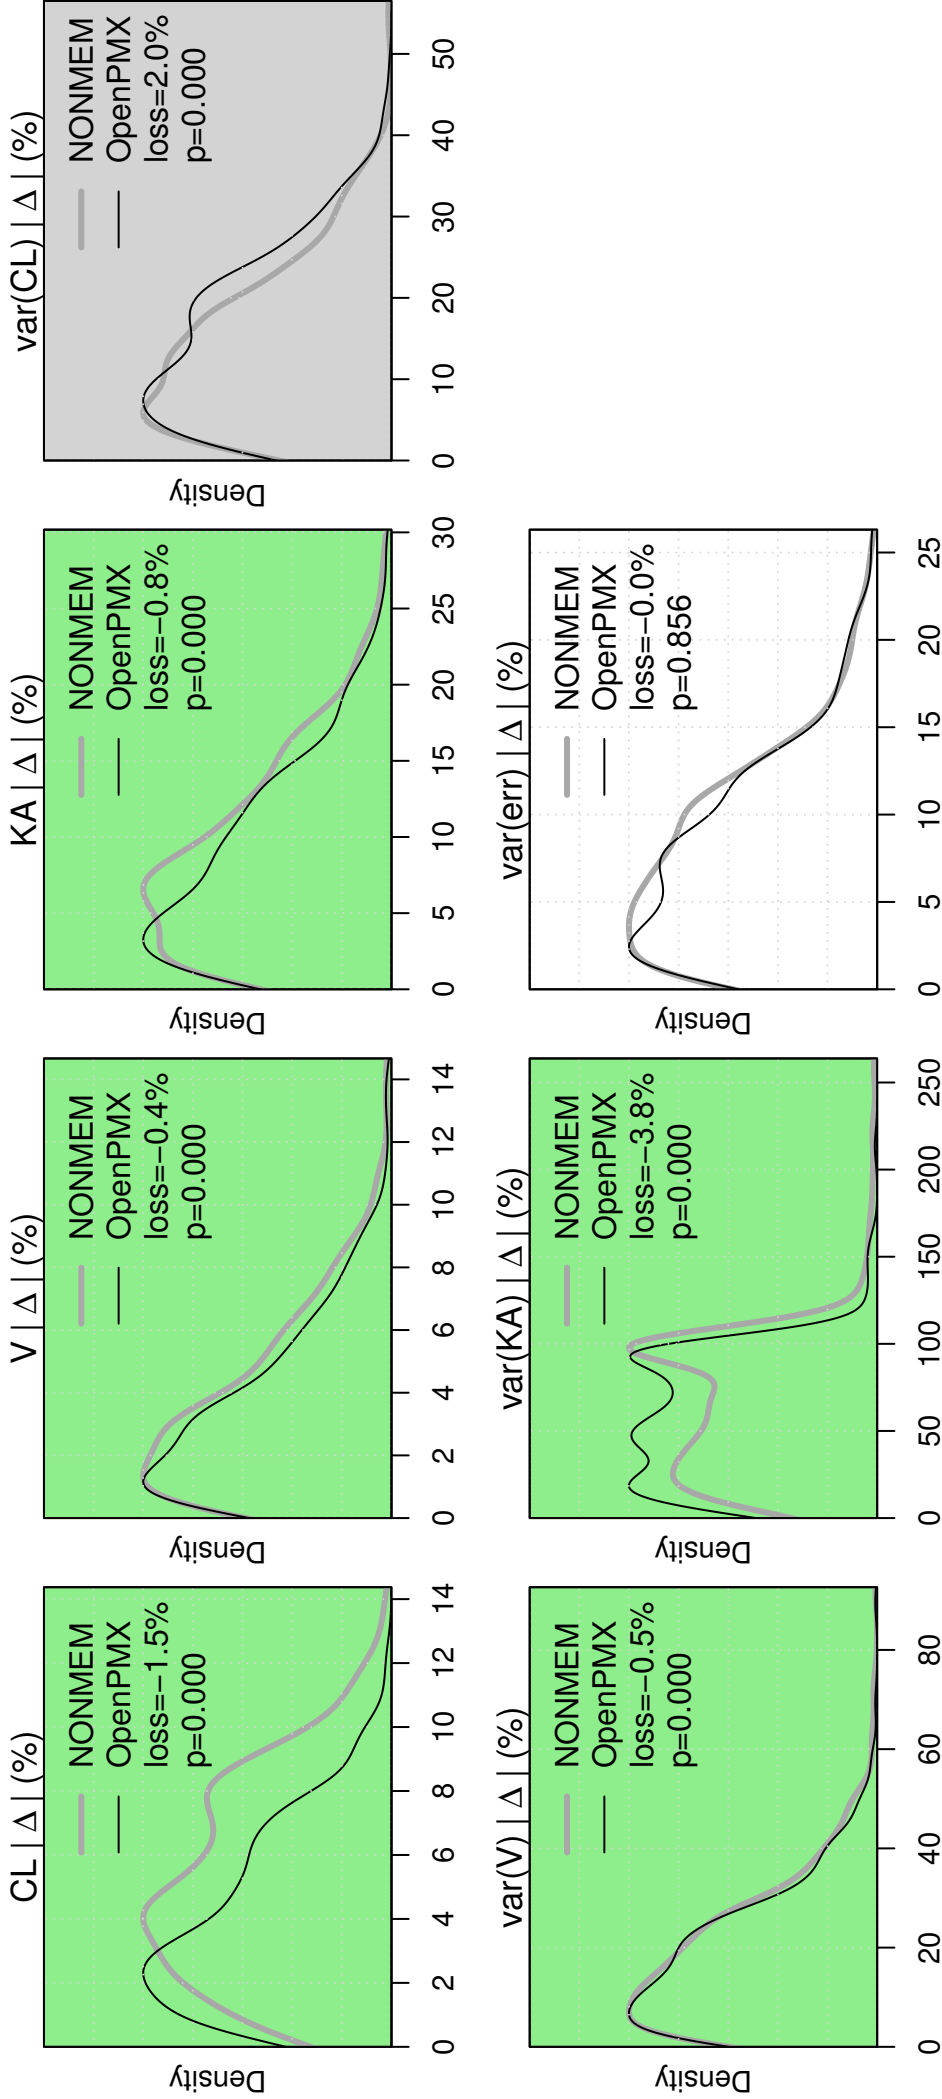 CL | Δ | (%)
NONMEM
OpenPMX
loss=−1.5%
p=0.000
Density
0 2 4 6 8 10 12 14
V | Δ | (%)
NONMEM
OpenPMX
loss=−0.4%
p=0.000
Density
0 2 4 6 8 10 12 14
KA | Δ | (%)
NONMEM
OpenPMX
loss=−0.8%
p=0.000
Density
0 5 10 15 20 25 30
var(CL) | Δ | (%)
NONMEM
OpenPMX
loss=2.0%
p=0.000
Density
0 10 20 30 40 50
var(V) | Δ | (%)
NONMEM
OpenPMX
loss=−0.5%
p=0.000
Density
0 20 40 60 80
var(KA) | Δ | (%)
NONMEM
OpenPMX
loss=−3.8%
p=0.000
Density
0 50 100 150 200 250
var(err) | Δ | (%)
NONMEM
OpenPMX
loss=−0.0%
p=0.856
Density
0 5 10 15 20 25